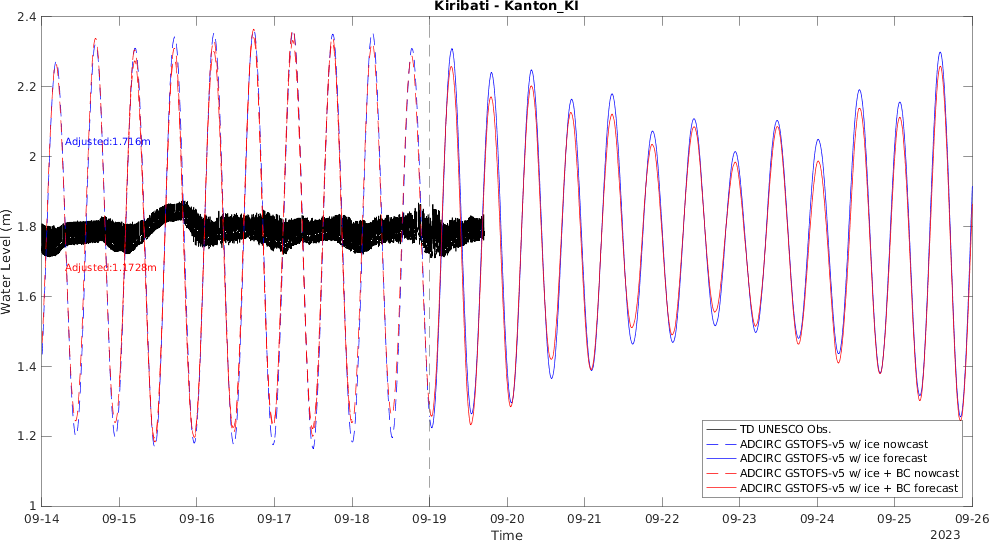 Kiribati - Kanton_KI
2.4
2.2
2
1.8
1.6
1.4
1.2
1
Water Level (m)
Adjusted:1.716m
Adjusted:1.1728m
TD UNESCO Obs.
ADCIRC GSTOFS-v5 w/ ice nowcast
ADCIRC GSTOFS-v5 w/ ice forecast
ADCIRC GSTOFS-v5 w/ ice + BC nowcast
ADCIRC GSTOFS-v5 w/ ice + BC forecast
09-14 09-15 09-16 09-17 09-18 09-19 09-20 09-21 09-22 09-23 09-24 09-25 09-26
Time
2023